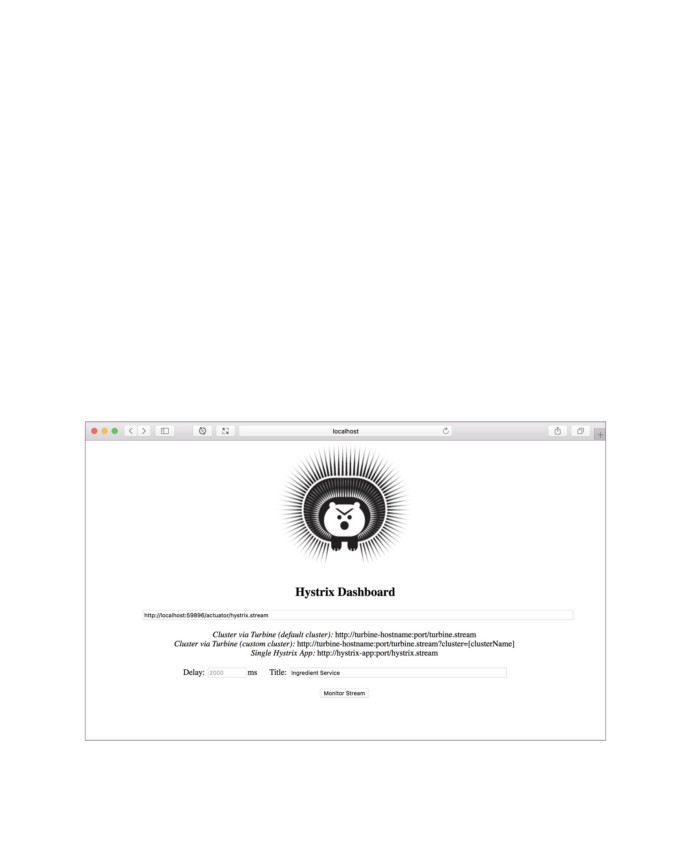 localhost
Hystrix Dashboard
http://localhost:59896/actuator/hystrix.stream
Cluster via Turbine (default cluster): http://turbine-hostname:port/turbine.stream
Cluster via Turbine (custom cluster): http://turbine-hostname:port/turbine.stream?cluster=[clusterName]
Single Hystrix App: http://hystrix-app:port/hystrix.stream
Delay: 2000 ms Title: Ingredient Service
Monitor Stream